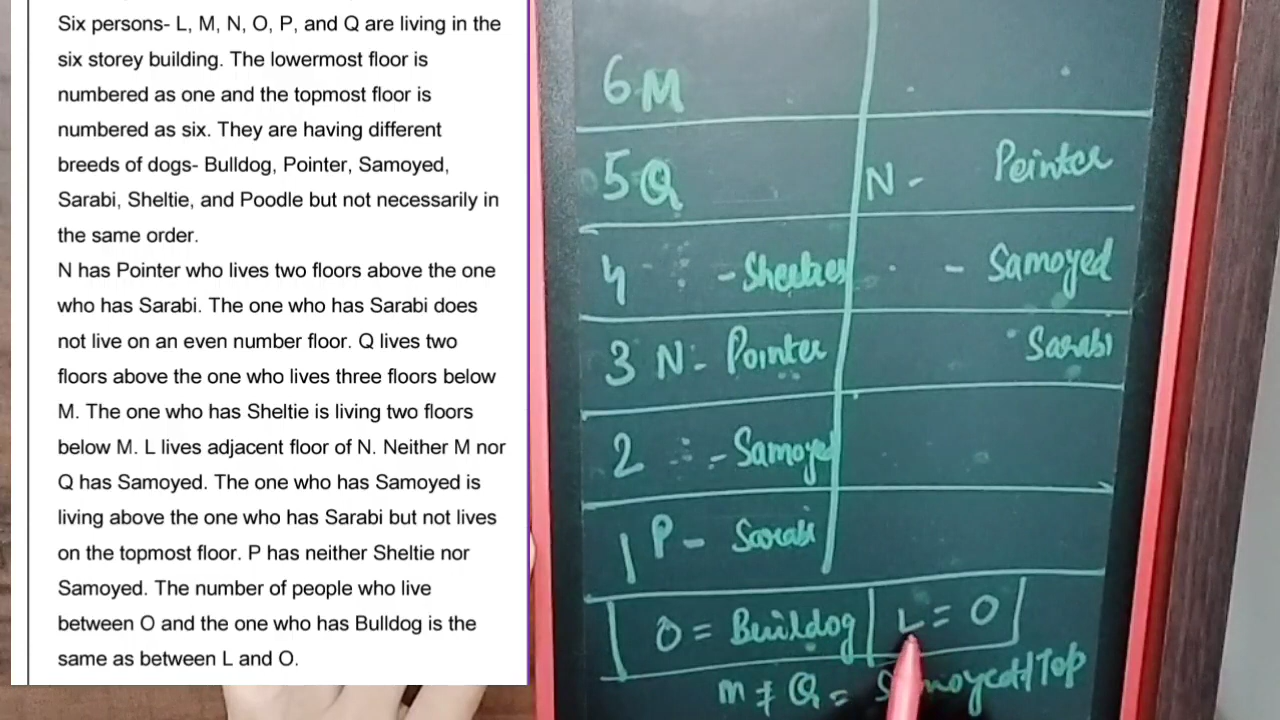 Six persons- L, M, N, O, P, and Q are living in the
six storey building. The lowermost floor is
numbered as one and the topmost floor is
numbered as six. They are having different
breeds of dogs- Bulldog, Pointer, Samoyed,
Sarabi, Sheltie, and Poodle but not necessarily in
the same order.
N has Pointer who lives two floors above the one
who has Sarabi. The one who has Sarabi does
not live on an even number floor. Q lives two
floors above the one who lives three floors below
M. The one who has Sheltie is living two floors
below M. L lives adjacent floor of N. Neither M nor
Q has Samoyed. The one who has Samoyed is
living above the one who has Sarabi but not lives
on the topmost floor. P has neither Sheltie nor
Samoyed. The number of people who live
between O and the one who has Bulldog is the
same as between L and O.
6 M
5 Q N - Pointer
4 - - Samoyed
3 N - Pointer Sarabi
2 - Samoyed
1 P - Sarabi
O = Bulldog L = O
M ≠ Q =